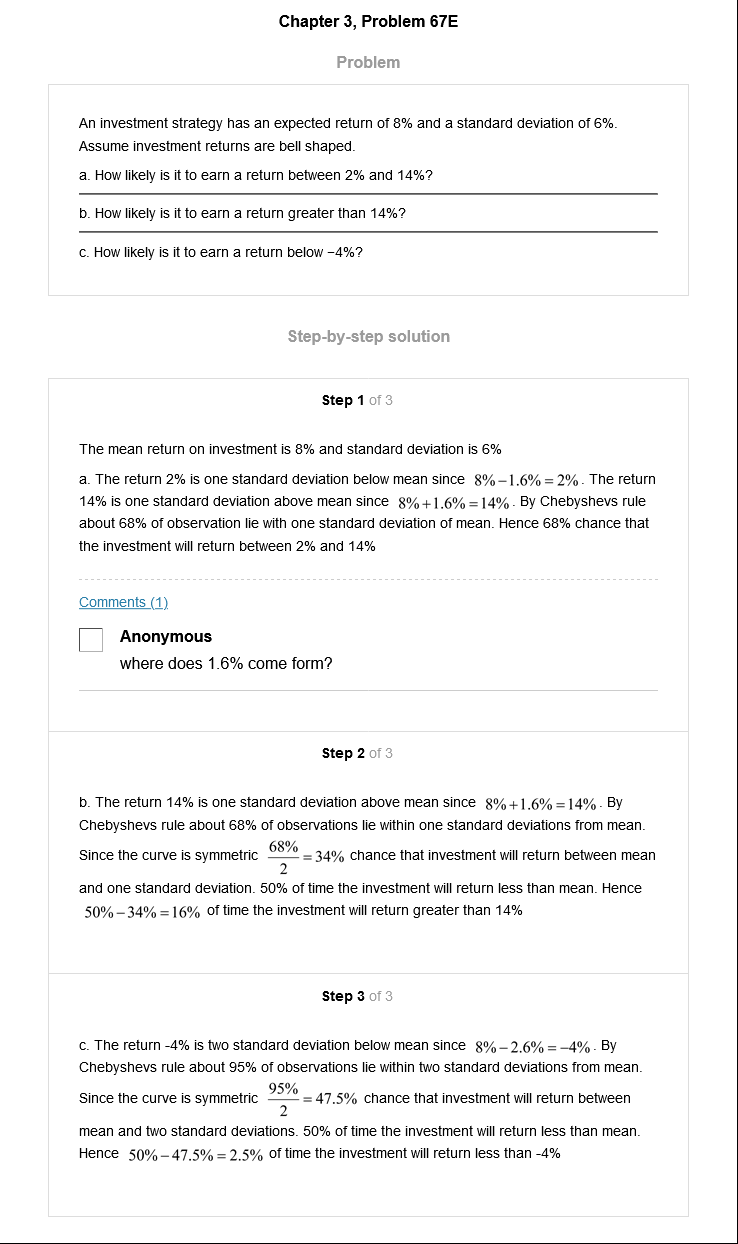 Chapter 3, Problem 67E
Problem
An investment strategy has an expected return of 8% and a standard deviation of 6%.
Assume investment returns are bell shaped.
a. How likely is it to earn a return between 2% and 14%?
b. How likely is it to earn a return greater than 14%?
c. How likely is it to earn a return below −4%?
Step-by-step solution
Step 1 of 3
The mean return on investment is 8% and standard deviation is 6%
a. The return 2% is one standard deviation below mean since 8%−1.6%=2%. The return
14% is one standard deviation above mean since 8%+1.6%=14%. By Chebyshevs rule
about 68% of observation lie with one standard deviation of mean. Hence 68% chance that
the investment will return between 2% and 14%
Comments (1)
Anonymous
where does 1.6% come form?
Step 2 of 3
b. The return 14% is one standard deviation above mean since 8%+1.6%=14%. By
Chebyshevs rule about 68% of observations lie within one standard deviations from mean.
Since the curve is symmetric 68%/2=34% chance that investment will return between mean
and one standard deviation. 50% of time the investment will return less than mean. Hence
50%−34%=16% of time the investment will return greater than 14%
Step 3 of 3
c. The return -4% is two standard deviation below mean since 8%−2.6%=−4%. By
Chebyshevs rule about 95% of observations lie within two standard deviations from mean.
Since the curve is symmetric 95%/2=47.5% chance that investment will return between
mean and two standard deviations. 50% of time the investment will return less than mean.
Hence 50%−47.5%=2.5% of time the investment will return less than -4%